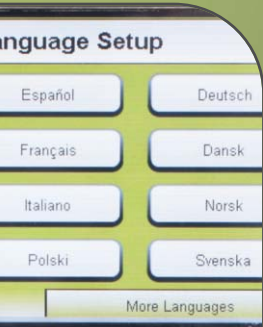 anguage Setup
Español
Deutsch
Français
Dansk
Italiano
Norsk
Polski
Svenska
More Languages